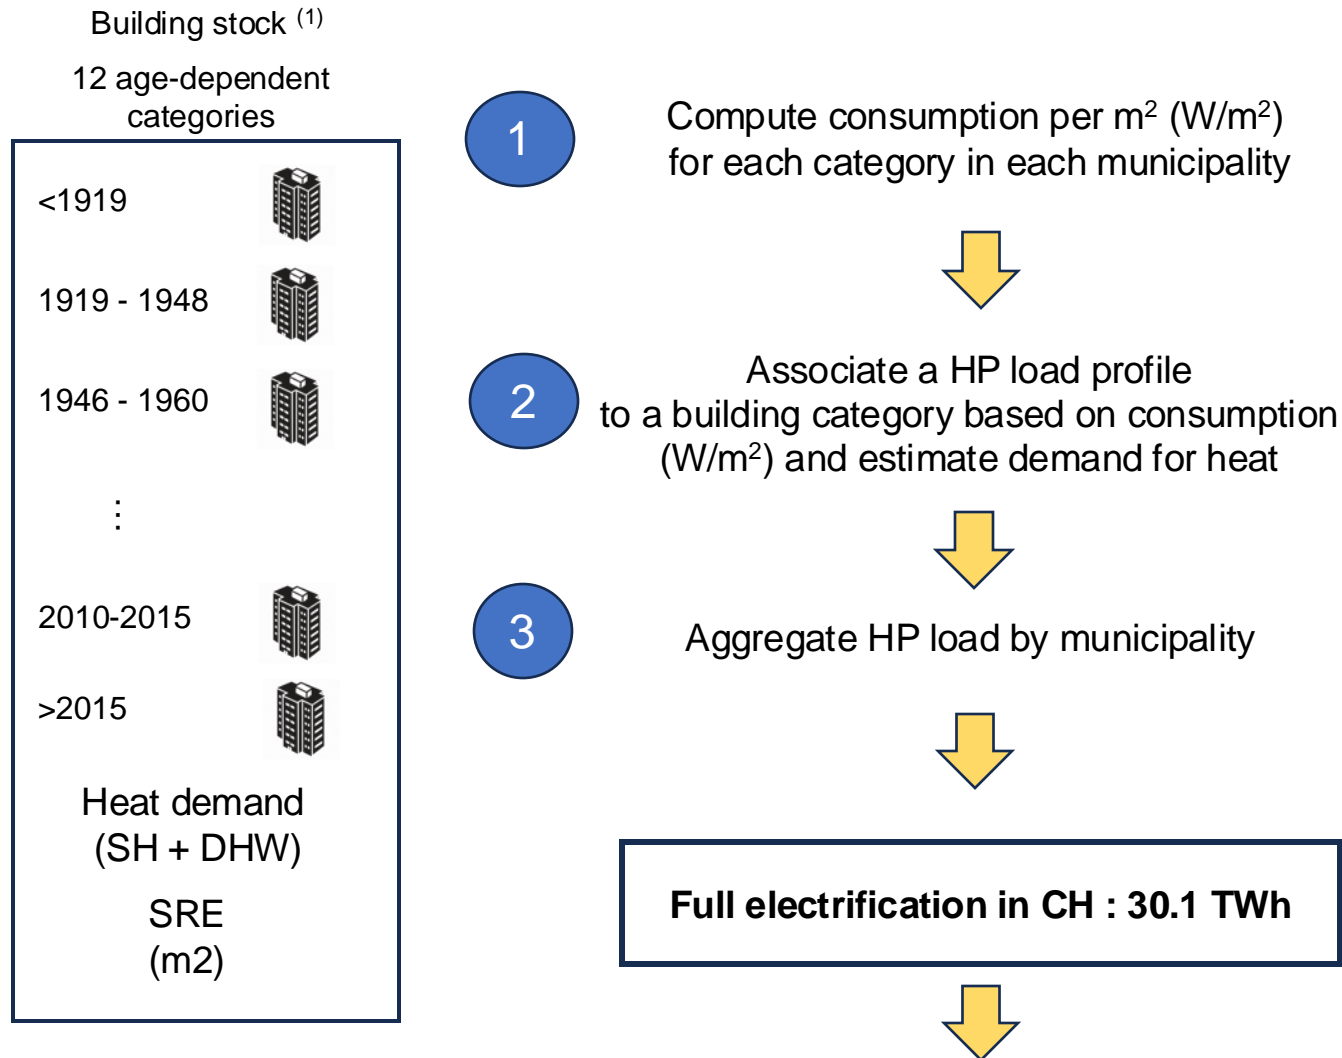 Building stock (1)
12 age-dependent
categories
<1919
1919 - 1948
1946 - 1960
⋮
2010-2015
>2015
Heat demand
(SH + DHW)
SRE
(m2)
1
Compute consumption per m² (W/m²)
for each category in each municipality
2
Associate a HP load profile
to a building category based on consumption
(W/m²) and estimate demand for heat
3
Aggregate HP load by municipality
Full electrification in CH : 30.1 TWh